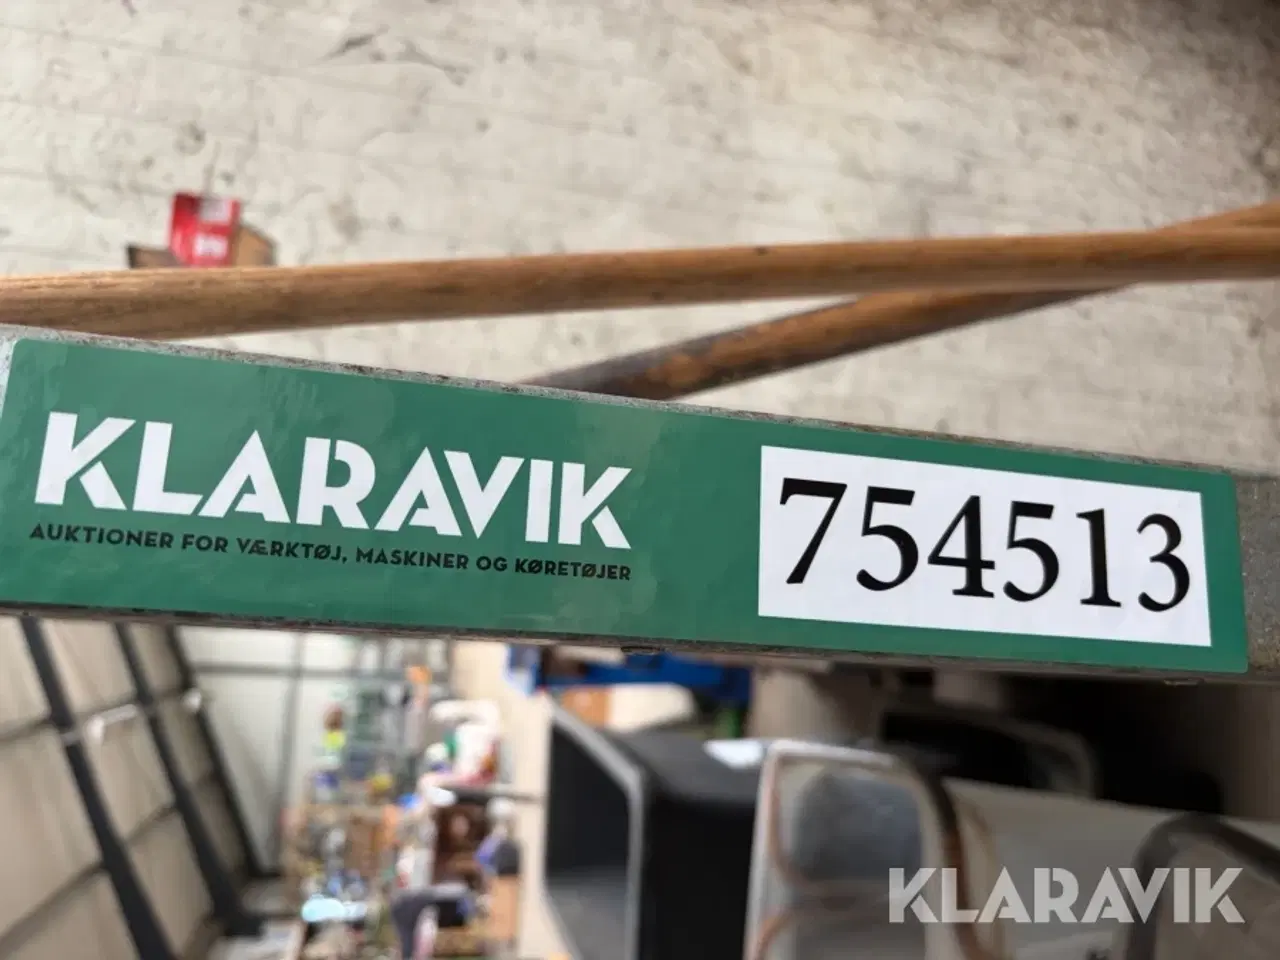 KLARAVIK
AUKTIONER FOR VÆRKTØJ, MASKINER OG KØRETØJER
754513
KLARAVIK